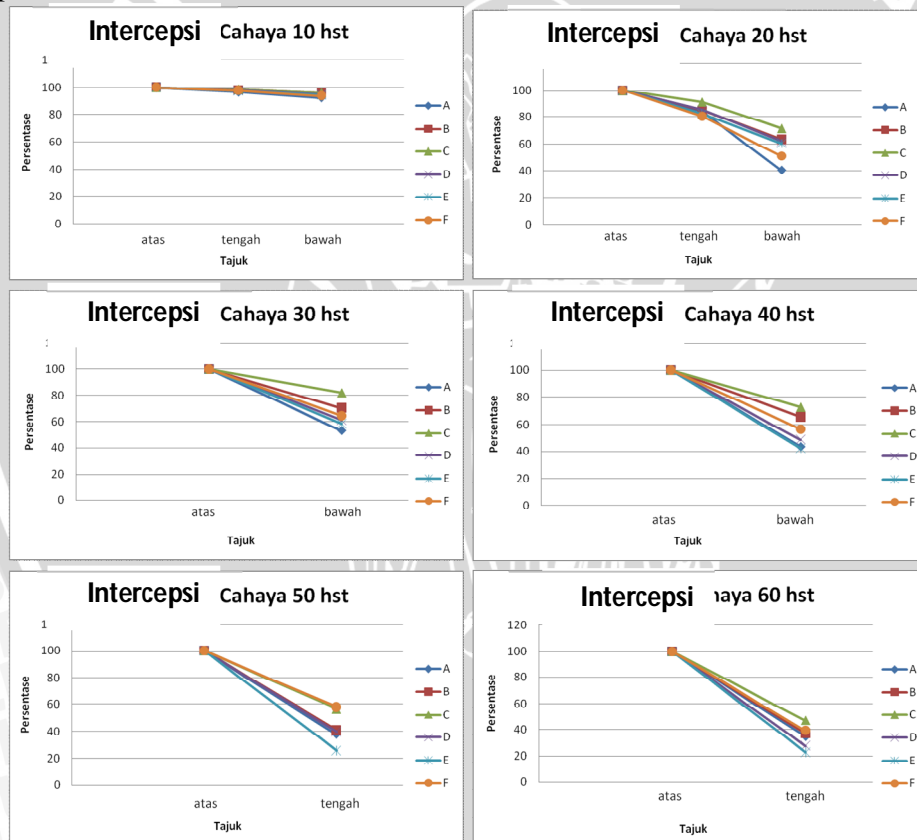 Intercepsi Cahaya 10 hst
1
100
80
60
40
20
0
Persentase
atas tengah bawah
Tajuk
A
B
C
D
E
F
Intercepsi Cahaya 20 hst
100
80
60
40
20
0
Persentase
atas tengah bawah
Tajuk
A
B
C
D
E
F
Intercepsi Cahaya 30 hst
100
80
60
40
20
0
Persentase
atas bawah
Tajuk
A
B
C
D
E
F
Intercepsi Cahaya 40 hst
100
80
60
40
20
0
Persentase
atas bawah
Tajuk
A
B
C
D
E
F
Intercepsi Cahaya 50 hst
1
100
80
60
40
20
0
Persentase
atas tengah
Tajuk
A
B
C
D
E
F
Intercepsi haya 60 hst
120
100
80
60
40
20
0
Persentase
atas tengah
Tajuk
A
B
C
D
E
F